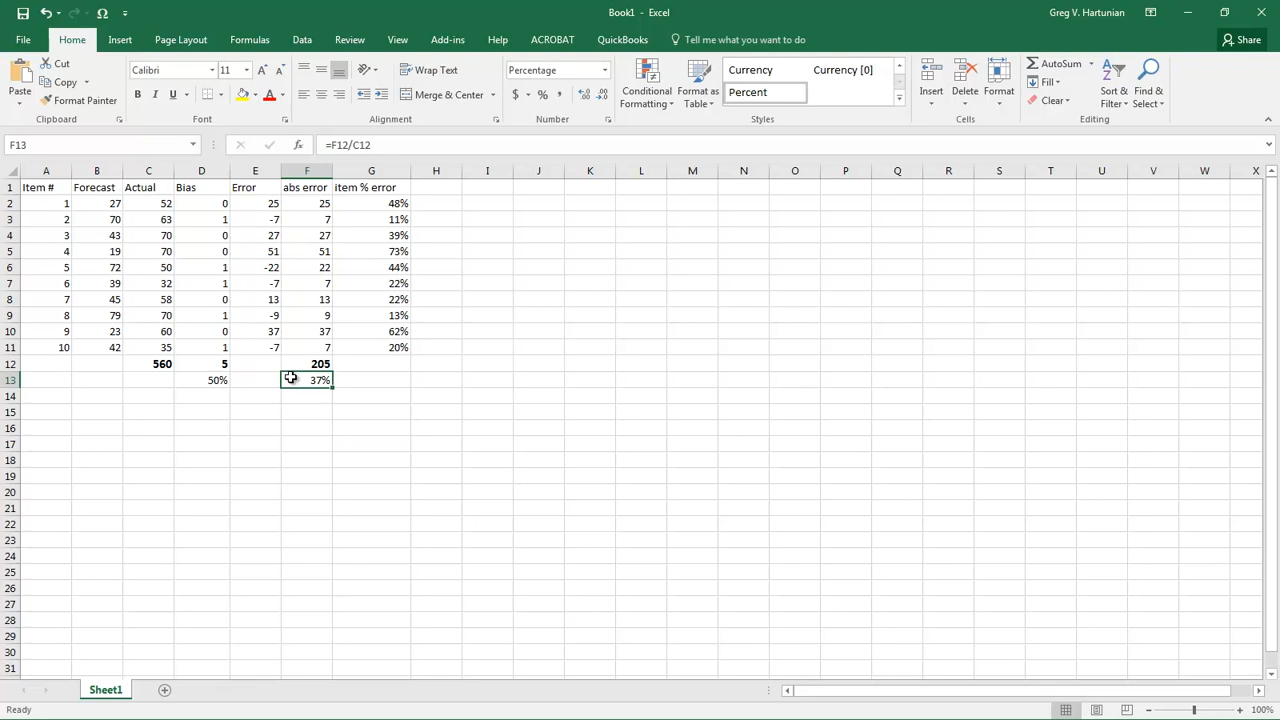 Book1 - Excel
Greg V. Hartunian
File Home Insert Page Layout Formulas Data Review View Add-ins Help ACROBAT QuickBooks Tell me what you want to do Share
Paste
Cut
Copy
Format Painter
Clipboard
Calibri 11
B I U
Font
Wrap Text
Merge & Center
Alignment
Percentage
$ %
Number
Conditional Formatting
Format as Table
Currency Currency [0]
Percent
Styles
Insert Delete Format
Cells
AutoSum
Fill
Clear
Sort & Filter
Find & Select
Editing
F13 fx =F12/C12
A B C D E F G H I J K L M N O P Q R S T U V W X
1 Item # Forecast Actual Bias Error abs error item % error
2 1 27 52 0 25 25 48%
3 2 70 63 1 -7 7 11%
4 3 43 70 0 27 27 39%
5 4 19 70 0 51 51 73%
6 5 72 50 1 -22 22 44%
7 6 39 32 1 -7 7 22%
8 7 45 58 0 13 13 22%
9 8 79 70 1 -9 9 13%
10 9 23 60 0 37 37 62%
11 10 42 35 1 -7 7 20%
12 560 5 205
13 50% 37%
14
15
16
17
18
19
20
21
22
23
24
25
26
27
28
29
30
31
Sheet1
Ready
100%